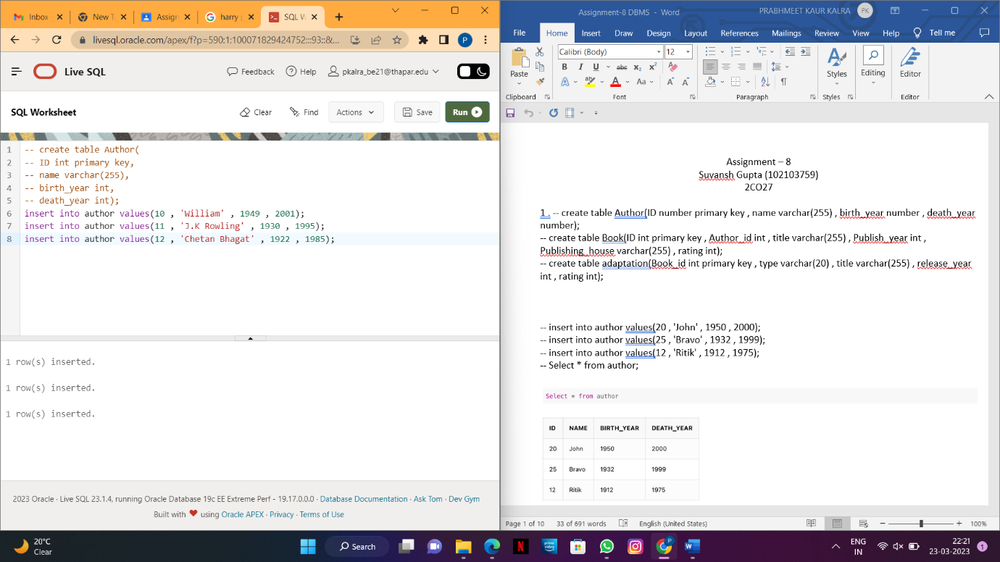 Inbox
New T
Assign
harry p
SQL W
livesql.oracle.com/apex/f?p=590:1:100071829424752:::93::&...
P
Live SQL
Feedback
Help
pkalra_be21@thapar.edu
SQL Worksheet
Clear
Find
Actions
Save
Run
1 -- create table Author(
2 -- ID int primary key,
3 -- name varchar(255),
4 -- birth_year int,
5 -- death_year int);
6 insert into author values(10 , 'William' , 1949 , 2001);
7 insert into author values(11 , 'J.K Rowling' , 1930 , 1995);
8 insert into author values(12 , 'Chetan Bhagat' , 1922 , 1985);
1 row(s) inserted.
1 row(s) inserted.
1 row(s) inserted.
2023 Oracle · Live SQL 23.1.4, running Oracle Database 19c EE Extreme Perf - 19.17.0.0.0 · Database Documentation · Ask Tom · Dev Gym
Built with ❤ using Oracle APEX · Privacy · Terms of Use
Assignment-8 DBMS - Word
PRABHMEET KAUR KALRA PK
File Home Insert Draw Design Layout References Mailings Review View Help Tell me
Calibri (Body) 12
Paste
B I U abc x₂ x²
A A Aa A A
Styles
Editing
Editor
Clipboard Font Paragraph Styles Editor
Assignment – 8
Suvansh Gupta (102103759)
2CO27
1 . -- create table Author(ID number primary key , name varchar(255) , birth_year number , death_year
number);
-- create table Book(ID int primary key , Author_id int , title varchar(255) , Publish_year int ,
Publishing_house varchar(255) , rating int);
-- create table adaptation(Book_id int primary key , type varchar(20) , title varchar(255) , release_year
int , rating int);
-- insert into author values(20 , 'John' , 1950 , 2000);
-- insert into author values(25 , 'Bravo' , 1932 , 1999);
-- insert into author values(12 , 'Ritik' , 1912 , 1975);
-- Select * from author;
Select * from author
ID NAME BIRTH_YEAR DEATH_YEAR
20 John 1950 2000
25 Bravo 1932 1999
12 Ritik 1912 1975
Page 1 of 10 33 of 691 words English (United States) 100%
20°C
Clear
Search
prime video
ENG
IN
22:21
23-03-2023
1